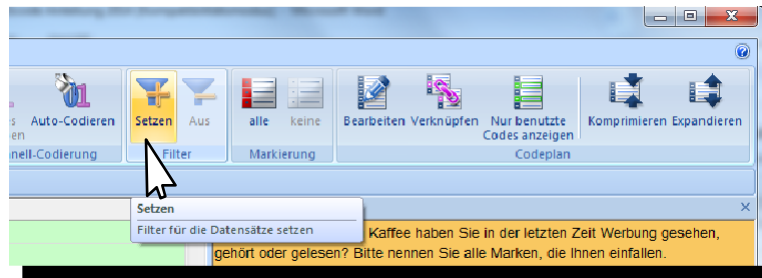 Auto-Codieren
Setzen
Aus
alle
keine
Bearbeiten
Verknüpfen
Nur benutzte
Codes anzeigen
Komprimieren
Expandieren
nell-Codierung
Filter
Markierung
Codeplan
Setzen
Filter für die Datensätze setzen
Kaffee haben Sie in der letzten Zeit Werbung gesehen,
gehört oder gelesen? Bitte nennen Sie alle Marken, die Ihnen einfallen.